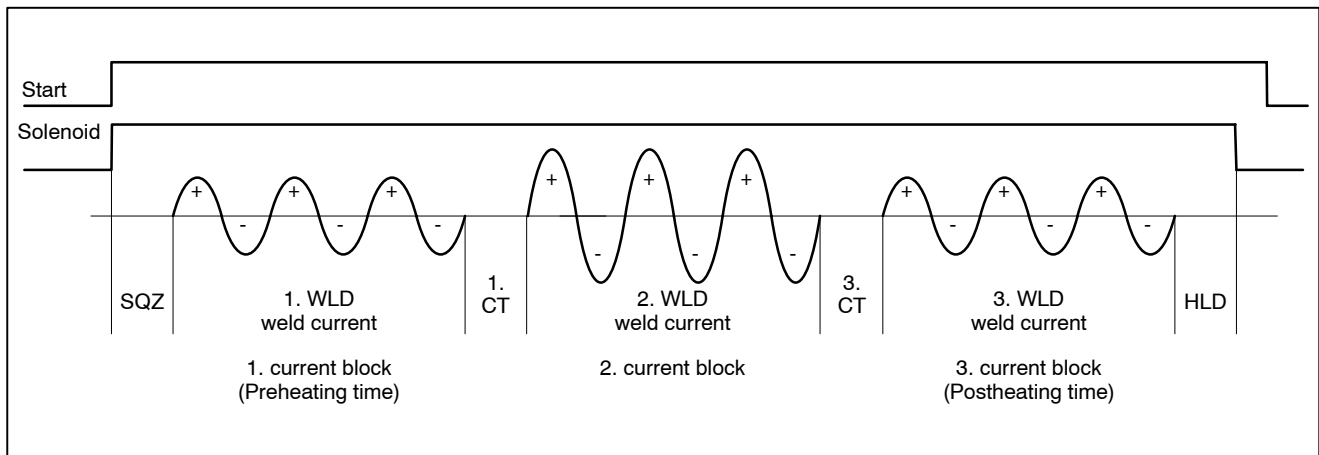 Start
Solenoid
+ + +
- - -
+ + +
- - -
+ + +
- - -
SQZ
1. WLD
weld current
1.
CT
2. WLD
weld current
3.
CT
3. WLD
weld current
HLD
1. current block
(Preheating time)
2. current block
3. current block
(Postheating time)